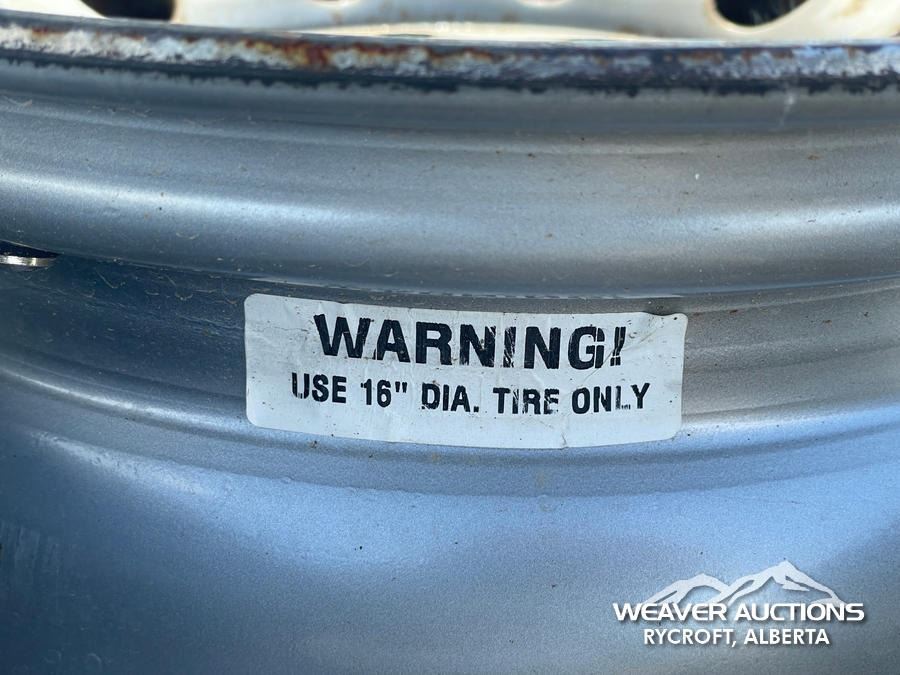 WARNING!
USE 16" DIA. TIRE ONLY
WEAVER AUCTIONS
RYCROFT, ALBERTA